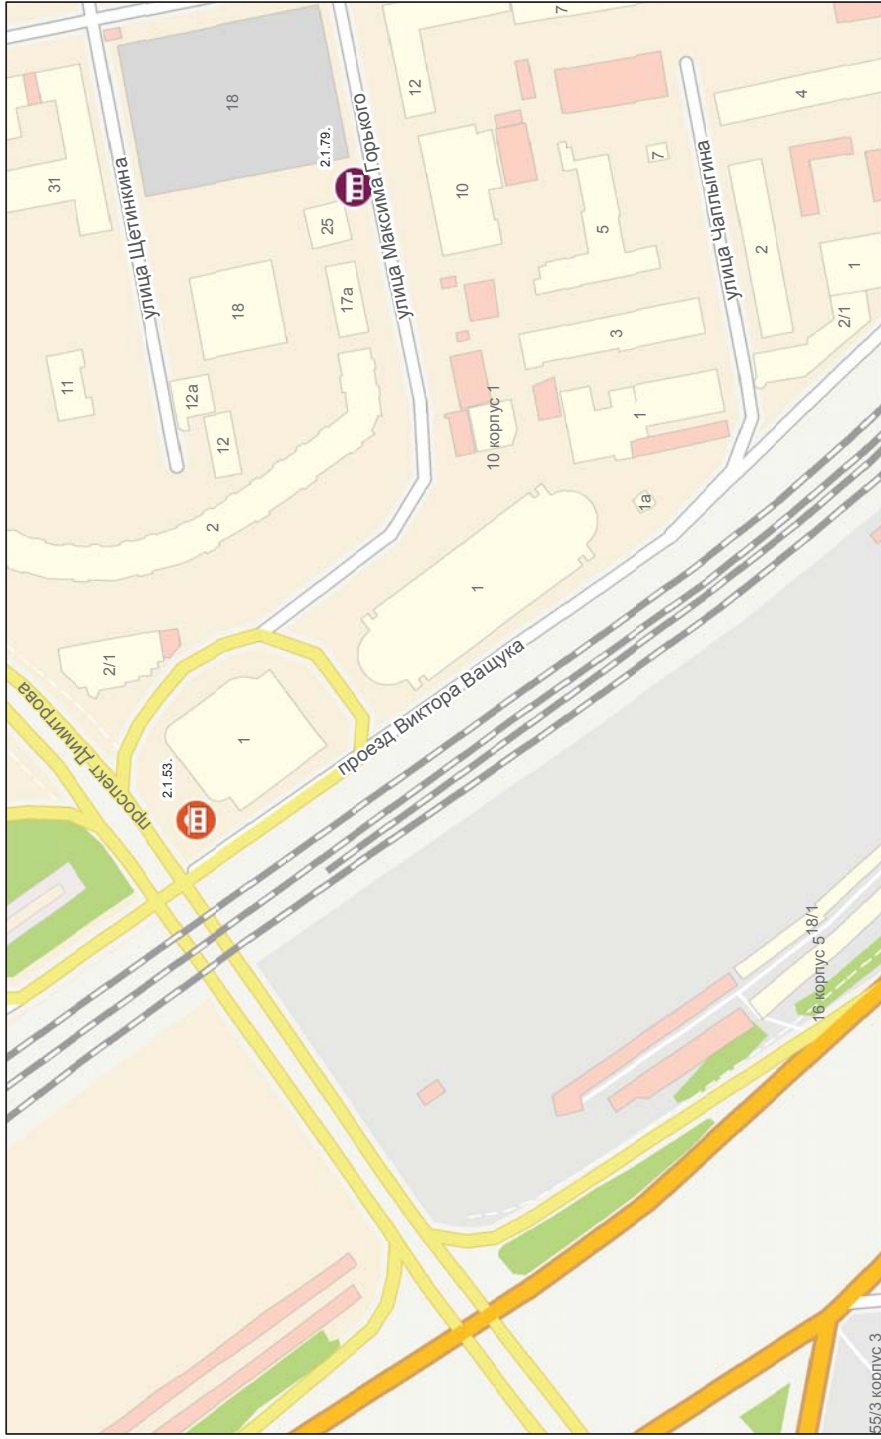 7
12
18
31
улица Щетинкина
2.1.79.
улица Максима Горького
4
7
10
5
25
улица Чаплыгина
2
1
17а
18
2/1
3
11
12а
12
10 корпус 1
1
1а
2
1
2/1
проспект Димитрова
проезд Виктора Ващука
1
2.1.53.
18/1
16 корпус 5
55/3 корпус 3